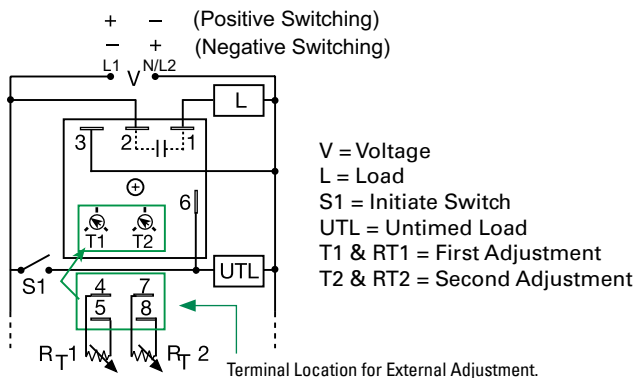 + − (Positive Switching)
− + (Negative Switching)
L1 V N/L2
L
3 2 1
6
T1 T2
S1 UTL
4 7
5 8
RT1 RT 2
V = Voltage
L = Load
S1 = Initiate Switch
UTL = Untimed Load
T1 & RT1 = First Adjustment
T2 & RT2 = Second Adjustment
Terminal Location for External Adjustment.